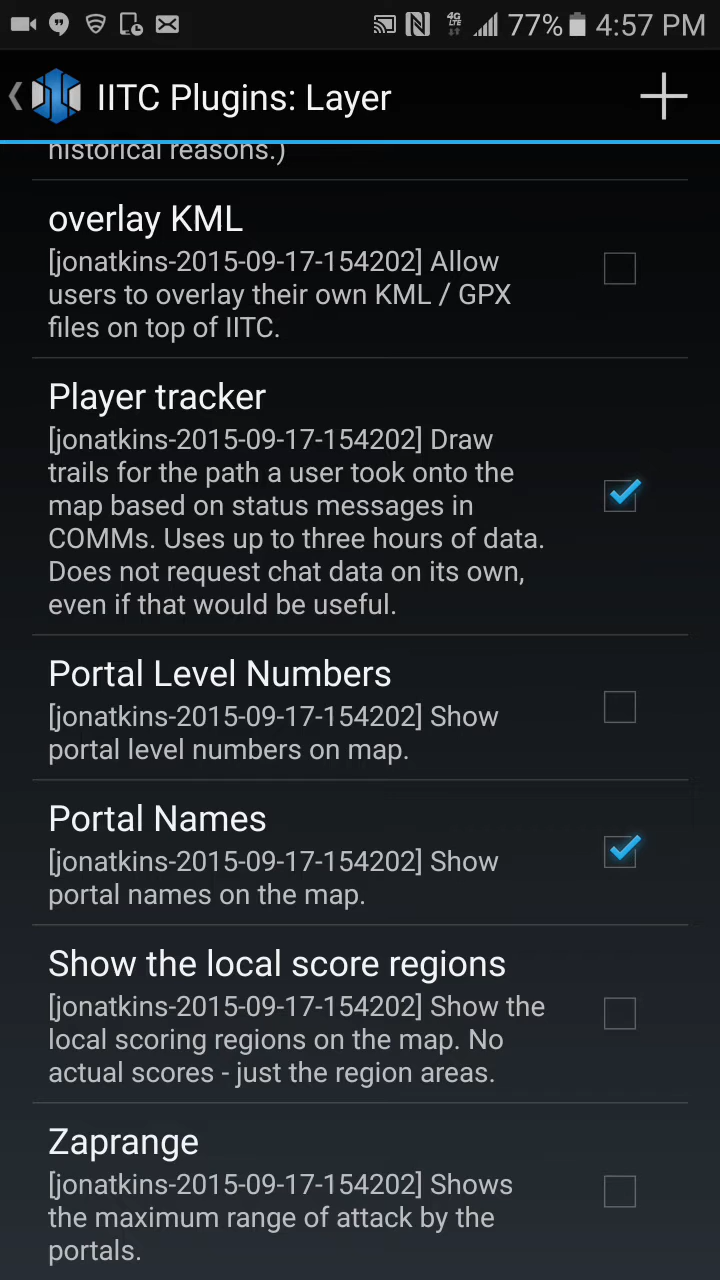 4G LTE 77% 4:57 PM
IITC Plugins: Layer
historical reasons.)
overlay KML
[jonatkins-2015-09-17-154202] Allow
users to overlay their own KML / GPX
files on top of IITC.
Player tracker
[jonatkins-2015-09-17-154202] Draw
trails for the path a user took onto the
map based on status messages in
COMMs. Uses up to three hours of data.
Does not request chat data on its own,
even if that would be useful.
Portal Level Numbers
[jonatkins-2015-09-17-154202] Show
portal level numbers on map.
Portal Names
[jonatkins-2015-09-17-154202] Show
portal names on the map.
Show the local score regions
[jonatkins-2015-09-17-154202] Show the
local scoring regions on the map. No
actual scores - just the region areas.
Zaprange
[jonatkins-2015-09-17-154202] Shows
the maximum range of attack by the
portals.